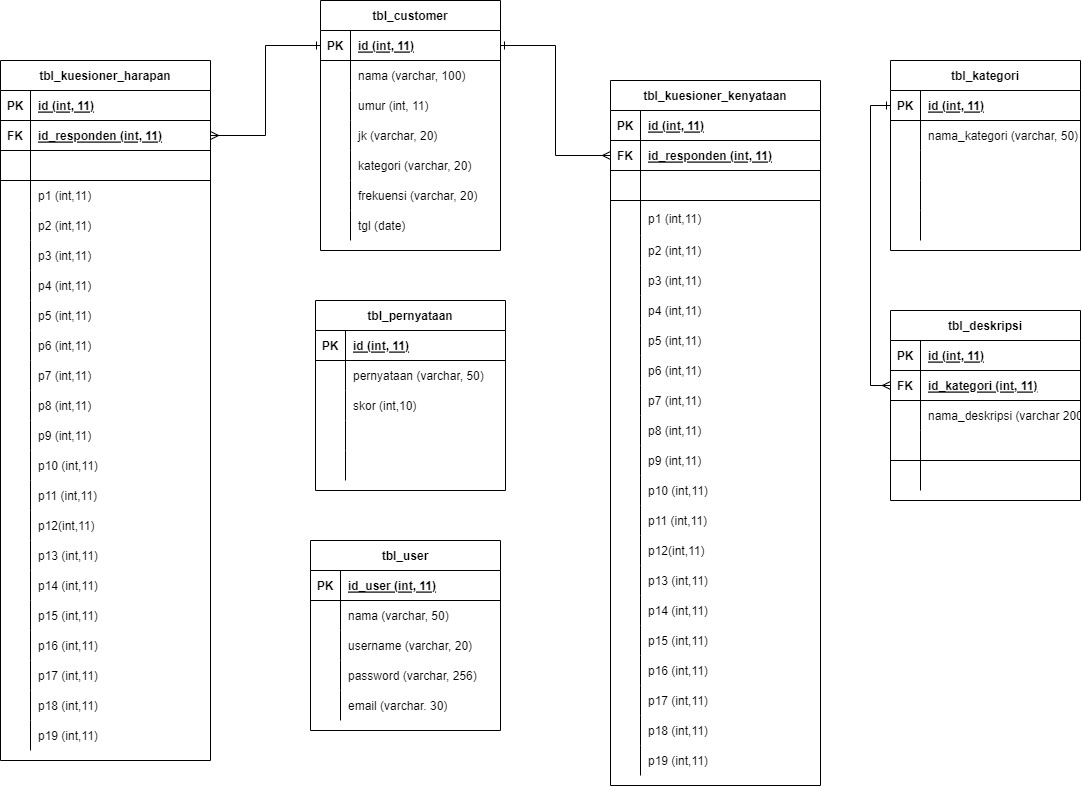 tbl_customer
PK id (int, 11)
nama (varchar, 100)
umur (int, 11)
jk (varchar, 20)
kategori (varchar, 20)
frekuensi (varchar, 20)
tgl (date)
tbl_kuesioner_harapan
PK id (int, 11)
FK id_responden (int, 11)
p1 (int,11)
p2 (int,11)
p3 (int,11)
p4 (int,11)
p5 (int,11)
p6 (int,11)
p7 (int,11)
p8 (int,11)
p9 (int,11)
p10 (int,11)
p11 (int,11)
p12(int,11)
p13 (int,11)
p14 (int,11)
p15 (int,11)
p16 (int,11)
p17 (int,11)
p18 (int,11)
p19 (int,11)
tbl_pernyataan
PK id (int, 11)
pernyataan (varchar, 50)
skor (int,10)
tbl_user
PK id_user (int, 11)
nama (varchar, 50)
username (varchar, 20)
password (varchar, 256)
email (varchar. 30)
tbl_kuesioner_kenyataan
PK id (int, 11)
FK id_responden (int, 11)
p1 (int,11)
p2 (int,11)
p3 (int,11)
p4 (int,11)
p5 (int,11)
p6 (int,11)
p7 (int,11)
p8 (int,11)
p9 (int,11)
p10 (int,11)
p11 (int,11)
p12(int,11)
p13 (int,11)
p14 (int,11)
p15 (int,11)
p16 (int,11)
p17 (int,11)
p18 (int,11)
p19 (int,11)
tbl_kategori
PK id (int, 11)
nama_kategori (varchar, 50)
tbl_deskripsi
PK id (int, 11)
FK id_kategori (int, 11)
nama_deskripsi (varchar 200